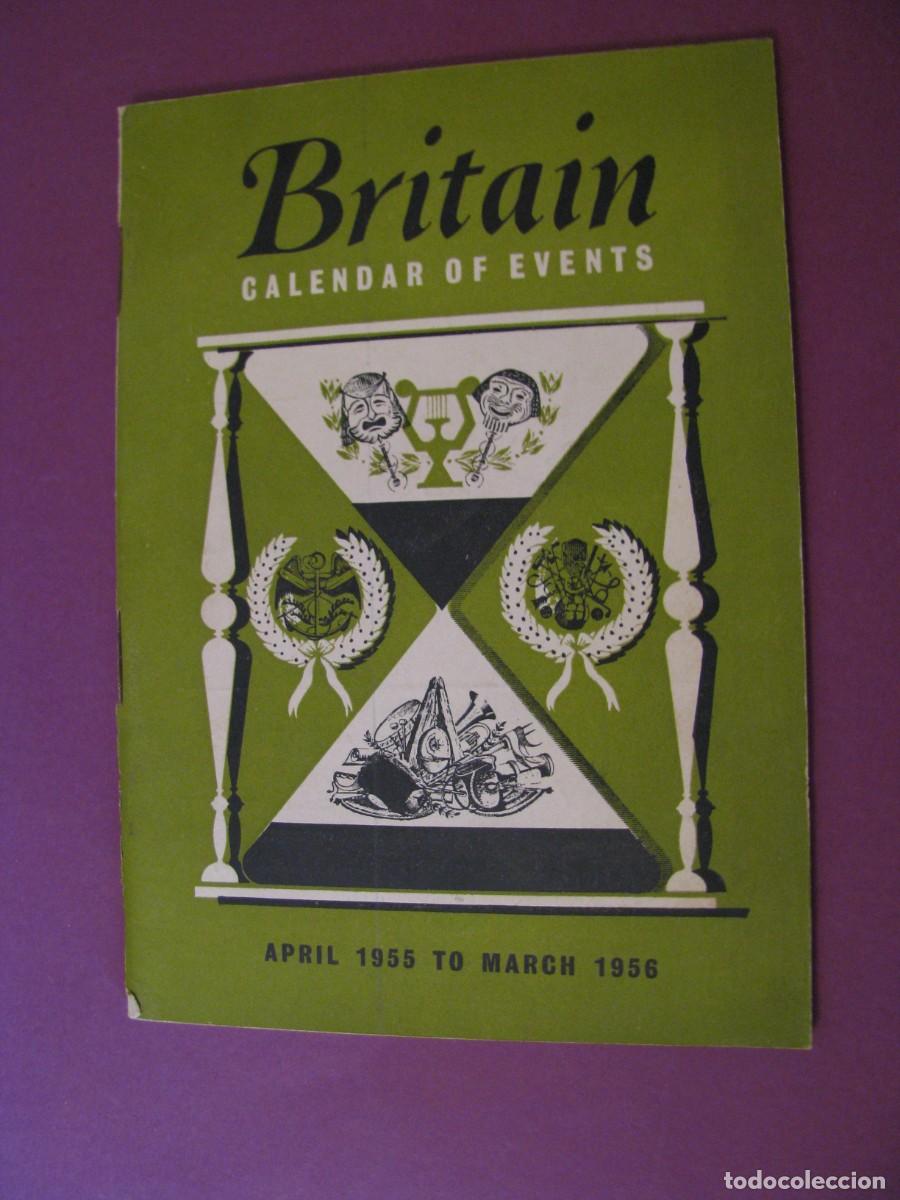 Britain
CALENDAR OF EVENTS
APRIL 1955 TO MARCH 1956
todocoleccion